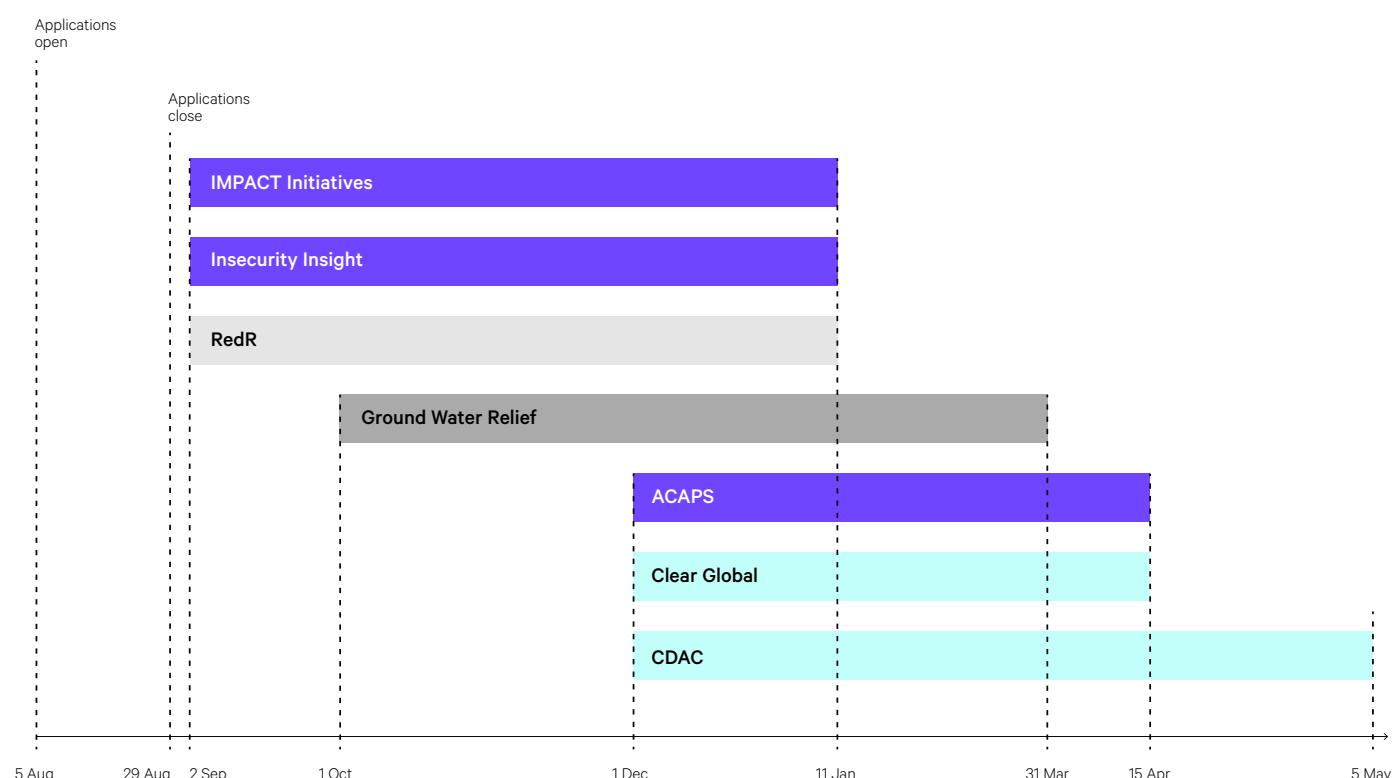 Applications
open
Applications
close
IMPACT Initiatives
Insecurity Insight
RedR
Ground Water Relief
ACAPS
Clear Global
CDAC
5 Aug 29 Aug 2 Sep 1 Oct 1 Dec 11 Jan 31 Mar 15 Apr 5 May